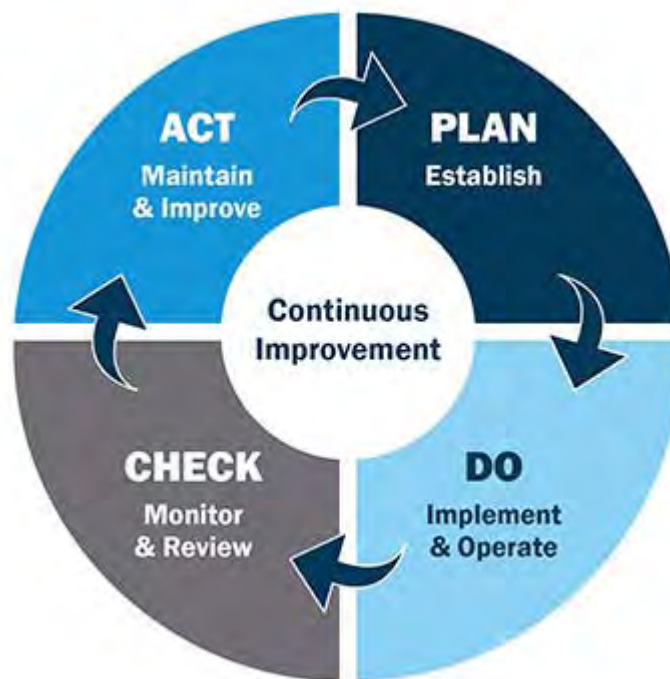 ACT
Maintain
& Improve
PLAN
Establish
Continuous
Improvement
CHECK
Monitor
& Review
DO
Implement
& Operate